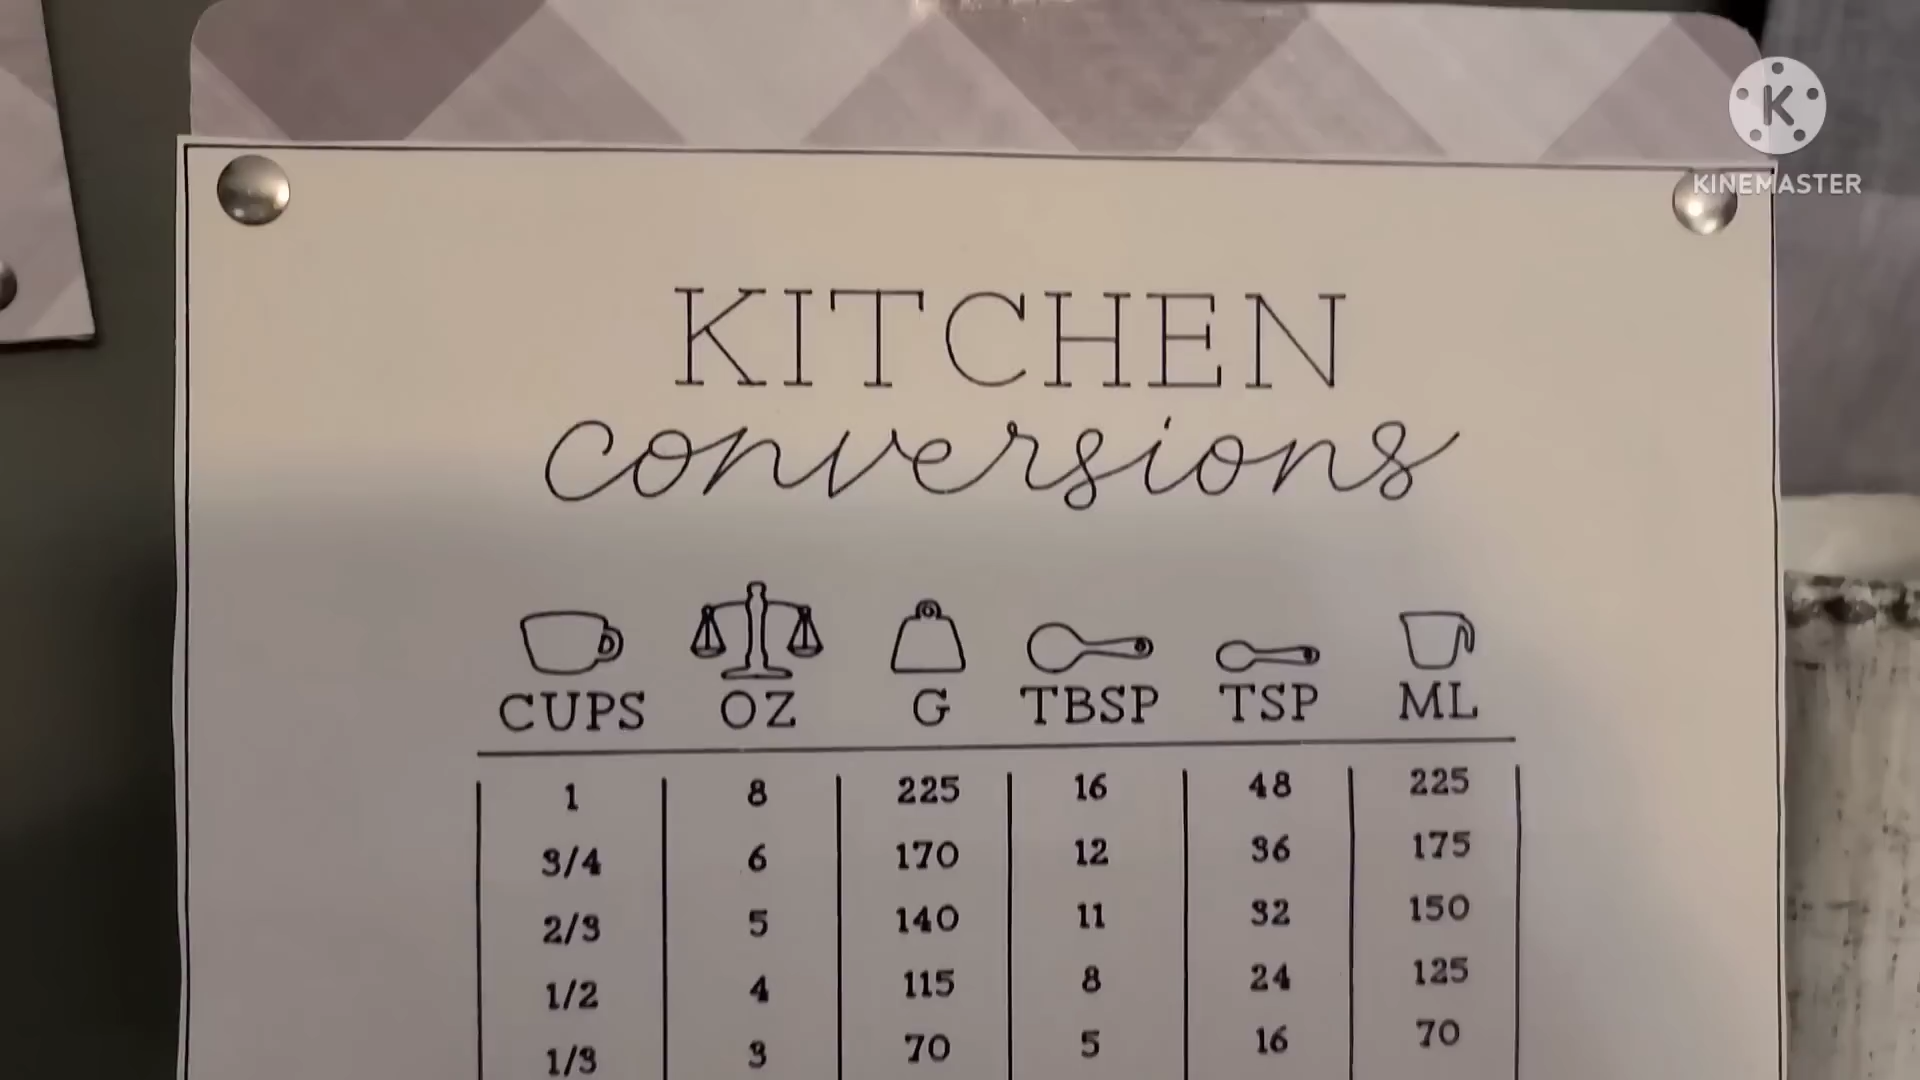 K
KINEMASTER
KITCHEN
conversions
CUPS OZ G TBSP TSP ML
1 8 225 16 48 225
3/4 6 170 12 36 175
2/3 5 140 11 32 150
1/2 4 115 8 24 125
1/3 3 70 5 16 70